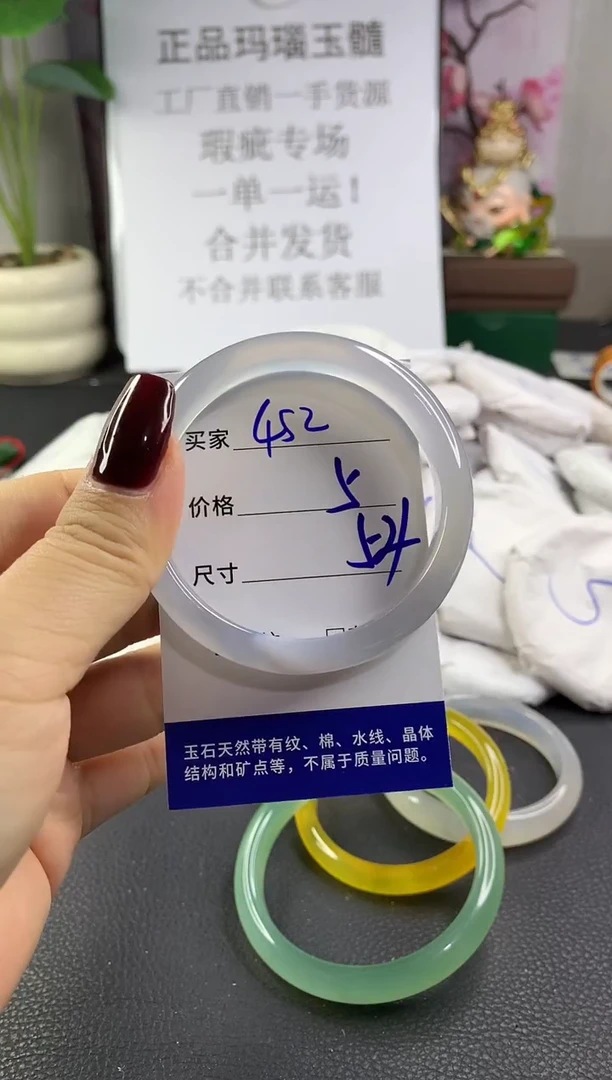 正品玛瑙玉髓
工厂直销一手货源
瑕疵专场
一单一运!
合并发货
不合并联系客服
买家 452
价格 5
尺寸 54
玉石天然带有纹、棉、水线、晶体
结构和矿点等，不属于质量问题。